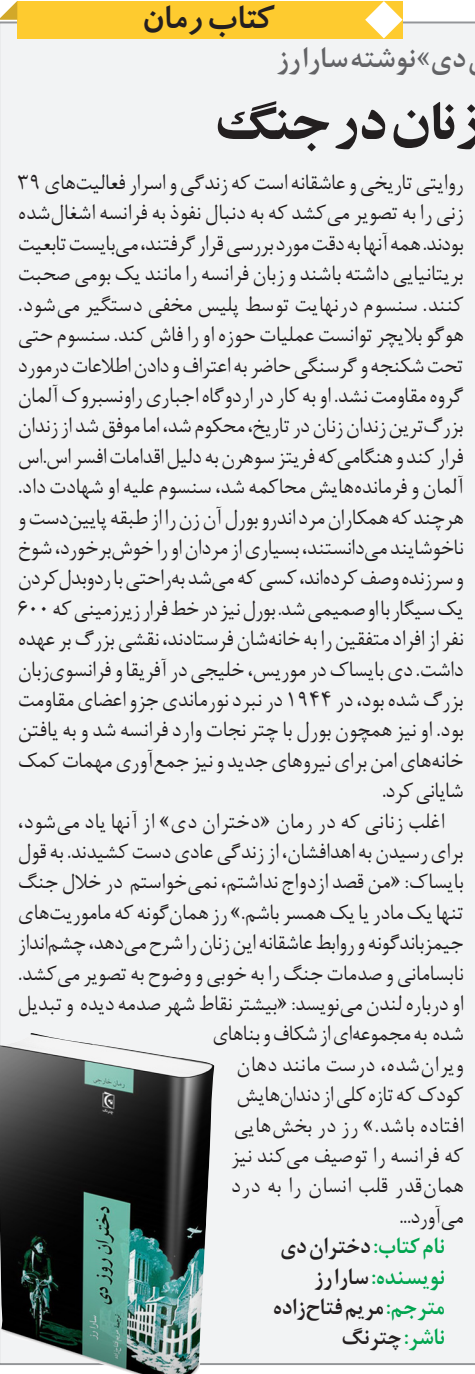 کتاب رمان
دی»نوشته سارا رز
زنان در جنگ
روایتی تاریخی و عاشقانه است که زندگی و اسرار فعالیت‌های ۳۹
زنی را به تصویر می‌کشد که به دنبال نفوذ به فرانسه اشغال‌شده
بودند. همه آنها به دقت مورد بررسی قرار گرفتند، می‌بایست تابعیت
بریتانیایی داشته باشند و زبان فرانسه را مانند یک بومی صحبت
کنند. سنسوم در نهایت توسط پلیس مخفی دستگیر می‌شود.
هوگو بلایچر توانست عملیات حوزه او را فاش کند. سنسوم حتی
تحت شکنجه و گرسنگی حاضر به اعتراف و دادن اطلاعات درمورد
گروه مقاومت نشد. او به کار در اردوگاه اجباری راونسبروک آلمان
بزرگ‌ترین زندان زنان در تاریخ، محکوم شد، اما موفق شد از زندان
فرار کند و هنگامی که فریتز سوهرن به دلیل اقدامات افسر اس.اس
آلمان و فرمانده‌هایش محاکمه شد، سنسوم علیه او شهادت داد.
هرچند که همکاران مرد اندرو بورل آن زن را از طبقه پایین‌دست و
ناخوشایند می‌دانستند، بسیاری از مردان او را خوش‌برخورد، شوخ
و سرزنده وصف کرده‌اند، کسی که می‌شد به‌راحتی با ردوبدل کردن
یک سیگار با او صمیمی شد. بورل نیز در خط فرار زیرزمینی که ۶۰۰
نفر از افراد متفقین را به خانه‌شان فرستادند، نقشی بزرگ بر عهده
داشت. دی بایساک در موریس، خلیجی در آفریقا و فرانسوی‌زبان
بزرگ شده بود، در ۱۹۴۴ در نبرد نورماندی جزو اعضای مقاومت
بود. او نیز همچون بورل با چتر نجات وارد فرانسه شد و به یافتن
خانه‌های امن برای نیروهای جدید و نیز جمع‌آوری مهمات کمک
شایانی کرد.
اغلب زنانی که در رمان «دختران دی» از آنها یاد می‌شود،
برای رسیدن به اهدافشان، از زندگی عادی دست کشیدند. به قول
بایساک: «من قصد ازدواج نداشتم، نمی‌خواستم در خلال جنگ
تنها یک مادر یا یک همسر باشم.» رز همان‌گونه که ماموریت‌های
جیمزباندگونه و روابط عاشقانه این زنان را شرح می‌دهد، چشم‌انداز
نابسامانی و صدمات جنگ را به خوبی و وضوح به تصویر می‌کشد.
او درباره لندن می‌نویسد: «بیشتر نقاط شهر صدمه دیده و تبدیل
شده به مجموعه‌ای از شکاف و بناهای
ویران‌شده، درست مانند دهان
کودک که تازه کلی از دندان‌هایش
افتاده باشد.» رز در بخش‌هایی
که فرانسه را توصیف می‌کند نیز
همان‌قدر قلب انسان را به درد
می‌آورد...
نام کتاب: دختران دی
نویسنده: سارا رز
مترجم: مریم فتاح‌زاده
ناشر: چترنگ
رمان خارجی
دختران روز دی
سارا رز